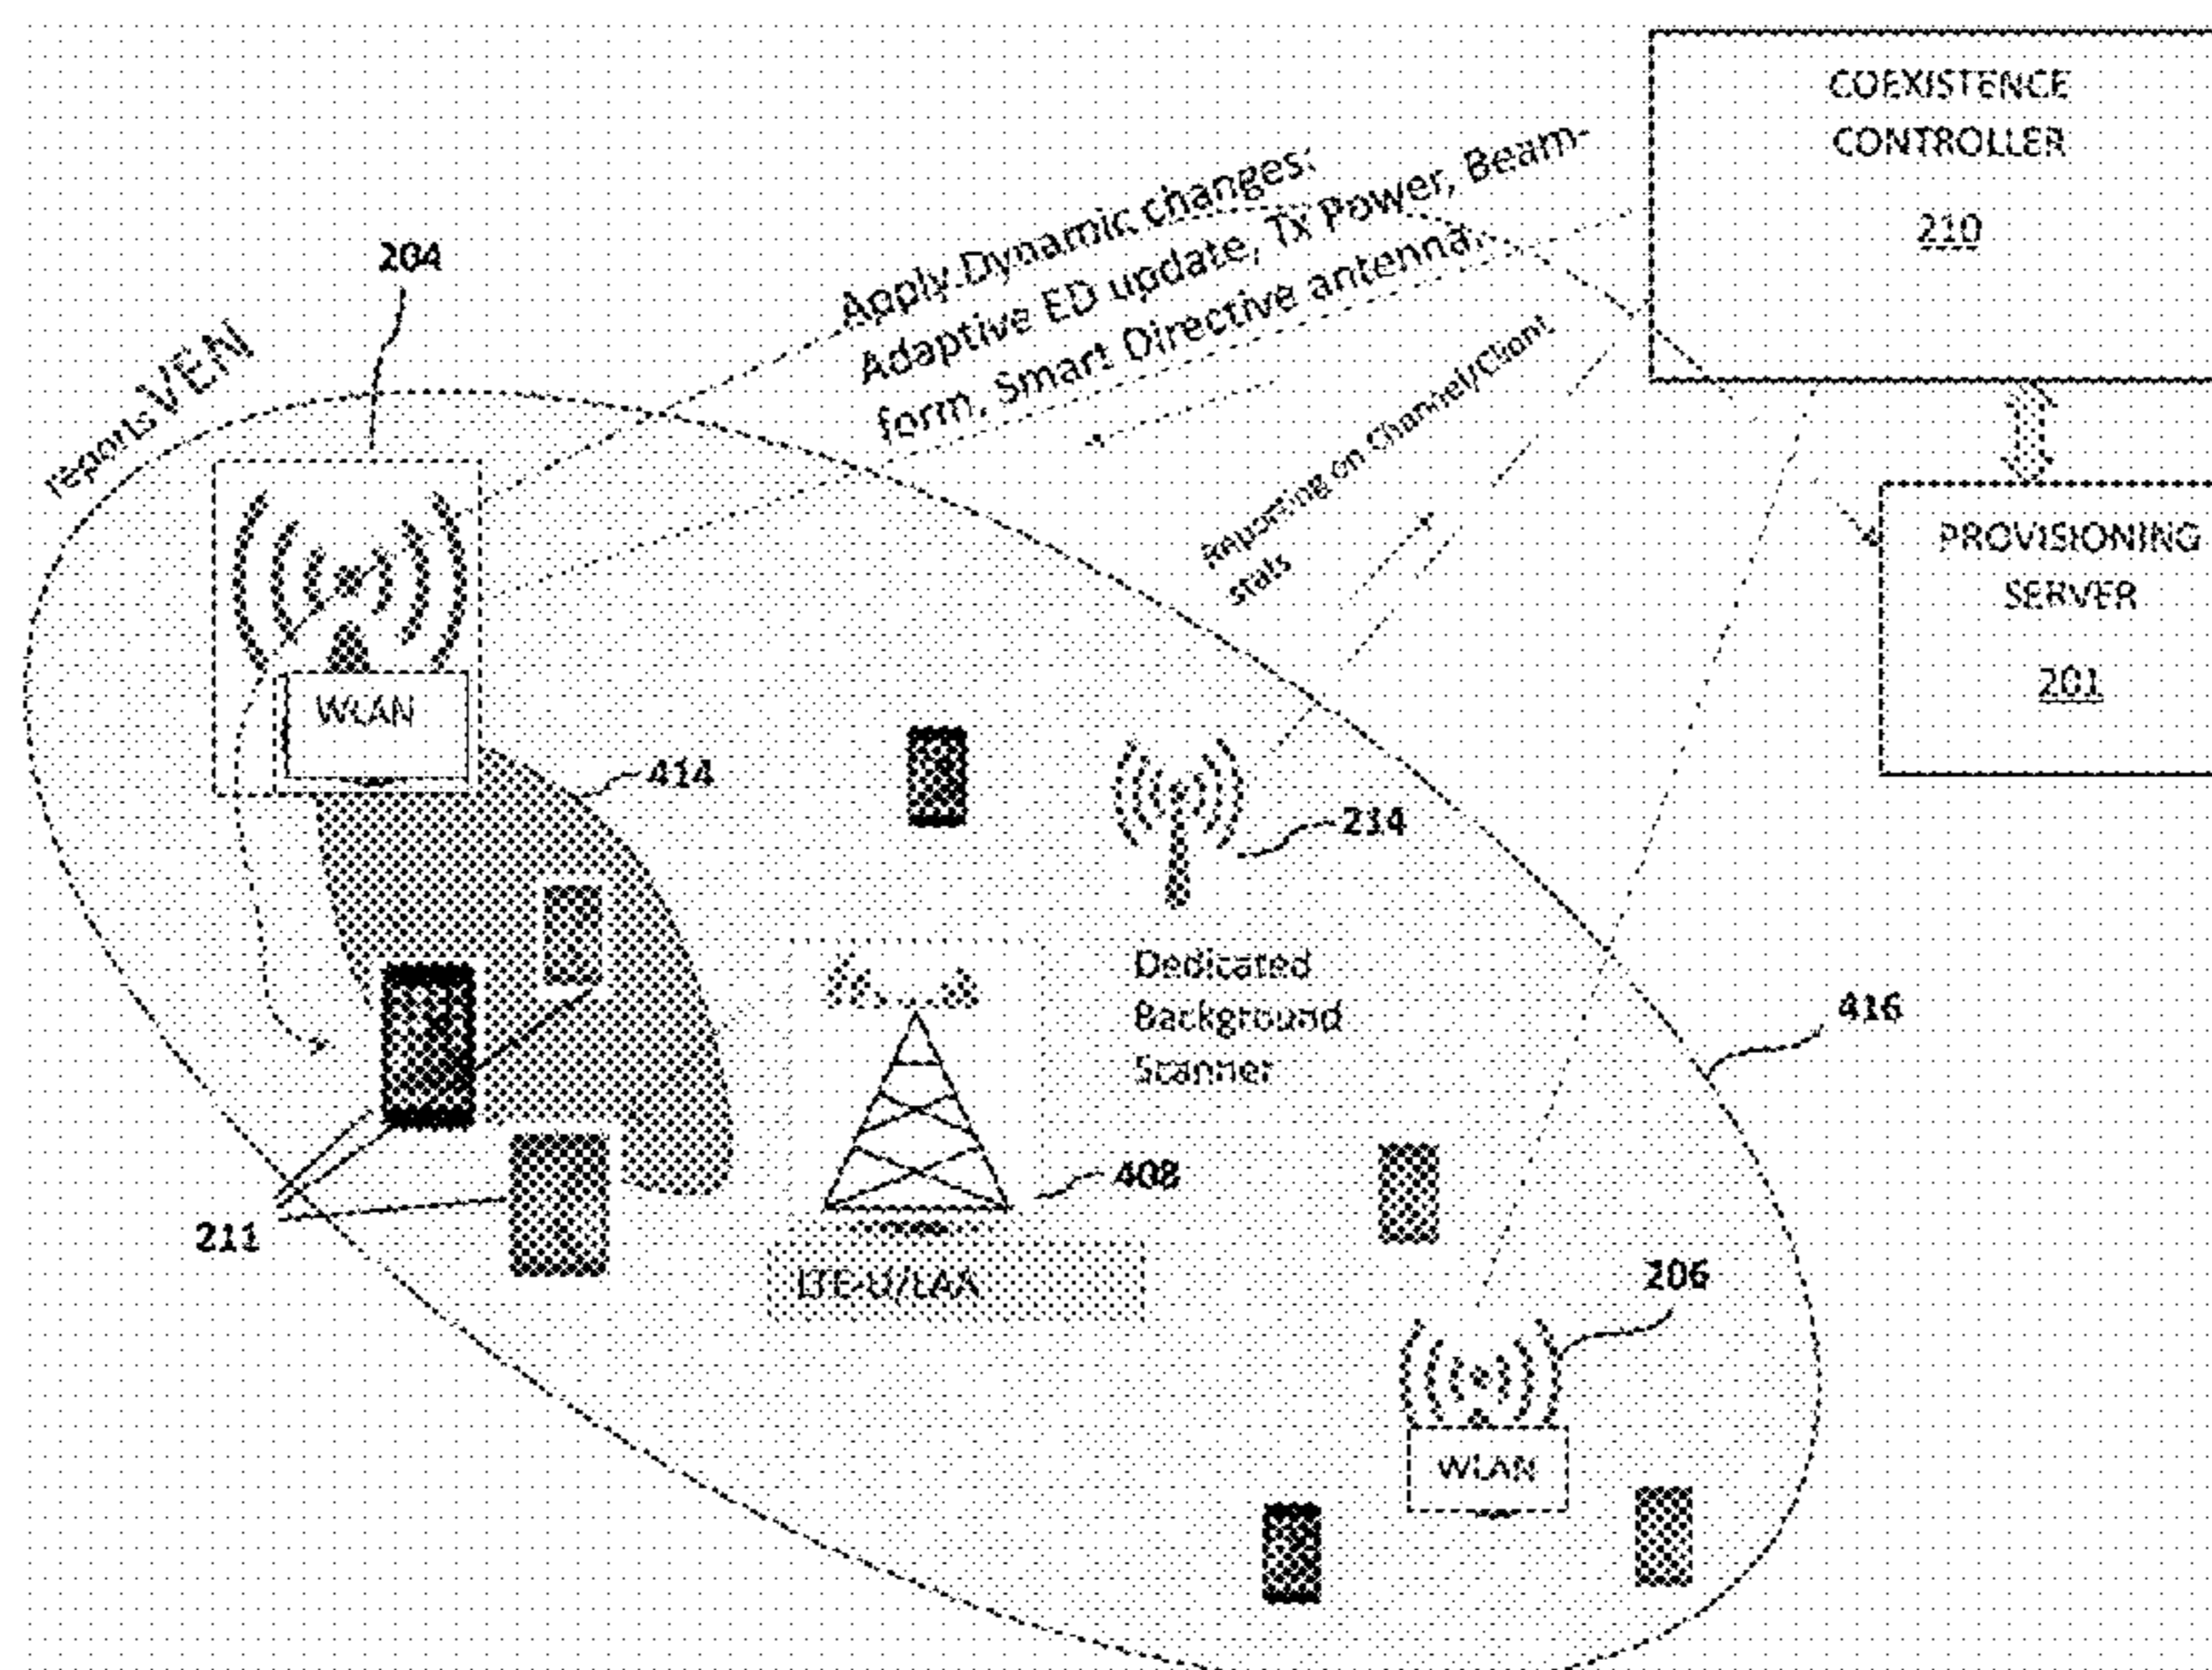 COEXISTENCE
CONTROLLER
210
Apply Dynamic changes:
Adaptive ED update, Tx Power, Beam-
form, Smart Directive antenna,
204
reports VEN
Reporting on Channel/Client
stats
PROVISIONING
SERVER
201
WLAN
414
214
Dedicated
Background
Scanner
416
408
211
LTE-U/LAA
206
WLAN